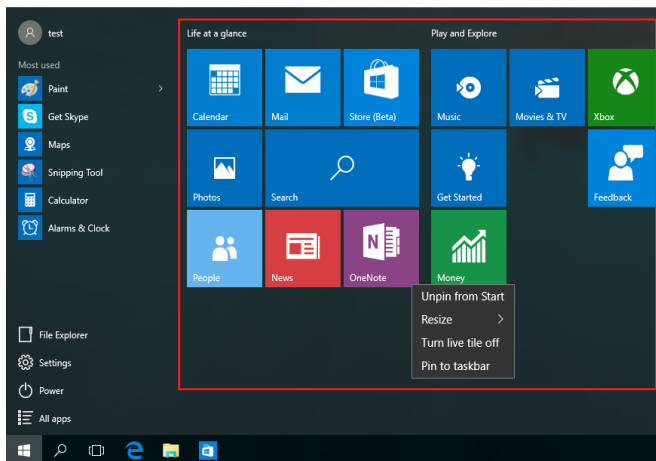 test
Most used
Paint
Get Skype
Maps
Snipping Tool
Calculator
Alarms & Clock
File Explorer
Settings
Power
All apps
Life at a glance
Calendar
Mail
Store (Beta)
Photos
Search
People
News
OneNote
Play and Explore
Music
Movies & TV
Xbox
Get Started
Feedback
Money
Unpin from Start
Resize
Turn live tile off
Pin to taskbar